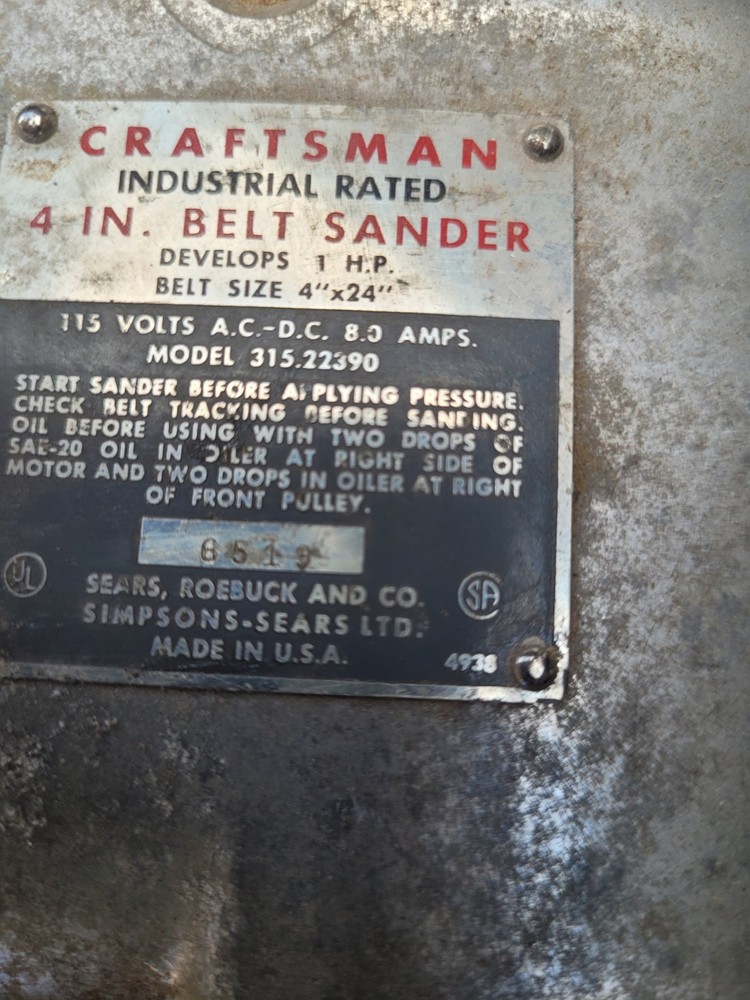 CRAFTSMAN
INDUSTRIAL RATED
4 IN. BELT SANDER
DEVELOPS 1 H.P.
BELT SIZE 4"x24"
115 VOLTS A.C.-D.C. 8.0 AMPS.
MODEL 315.22390
START SANDER BEFORE APPLYING PRESSURE.
CHECK BELT TRACKING BEFORE SANDING.
OIL BEFORE USING WITH TWO DROPS OF
SAE-20 OIL IN OILER AT RIGHT SIDE OF
MOTOR AND TWO DROPS IN OILER AT RIGHT
OF FRONT PULLEY.
6519
UL
SEARS, ROEBUCK AND CO.
SA
SIMPSONS-SEARS LTD.
MADE IN U.S.A.
4938